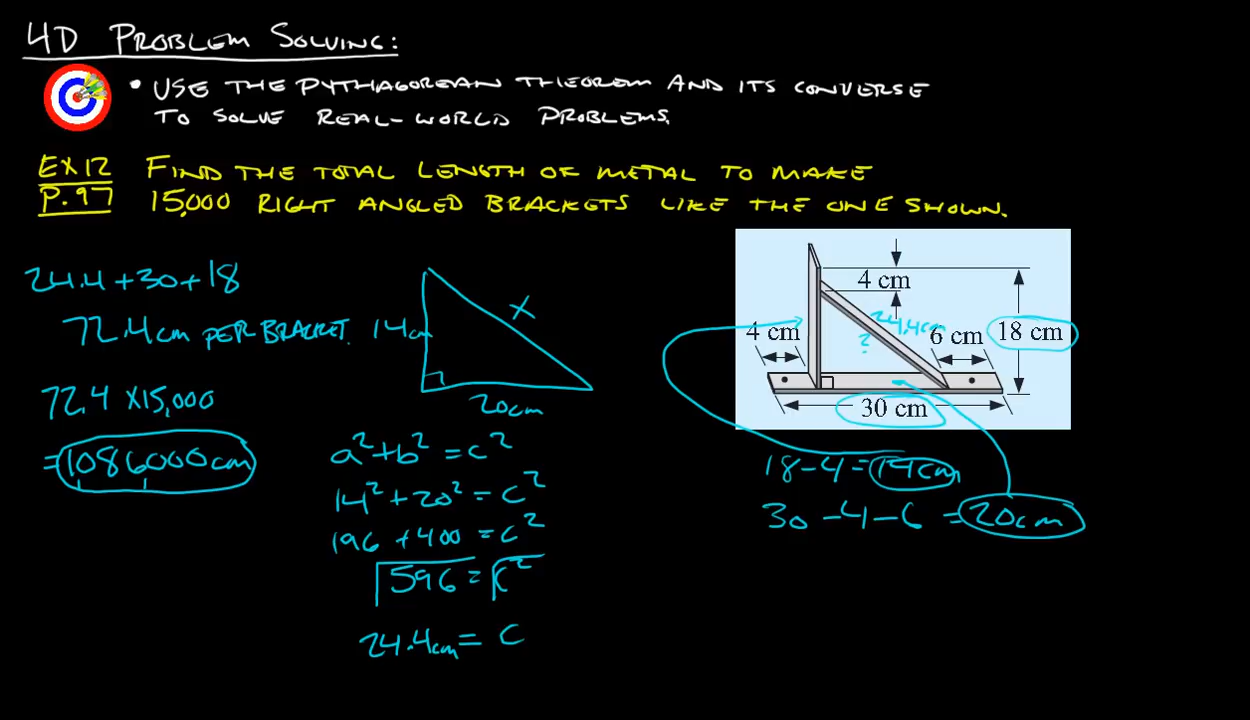 4D PROBLEM SOLVING:
• USE THE PYTHAGOREAN THEOREM AND ITS CONVERSE
TO SOLVE REAL-WORLD PROBLEMS.
EX12 FIND THE TOTAL LENGTH OF METAL TO MAKE
P.97 15,000 RIGHT ANGLED BRACKETS LIKE THE ONE SHOWN.
24.4+30+18
72.4cm PER BRACKET.
72.4 x15,000
=1086000cm
x
14cm
20cm
a²+b²=c²
14²+20²=c²
196+400=c²
√596=√c²
24.4cm=c
4 cm
24.4cm
?
4 cm
6 cm
18 cm
30 cm
18-4=14cm
30-4-6=20cm